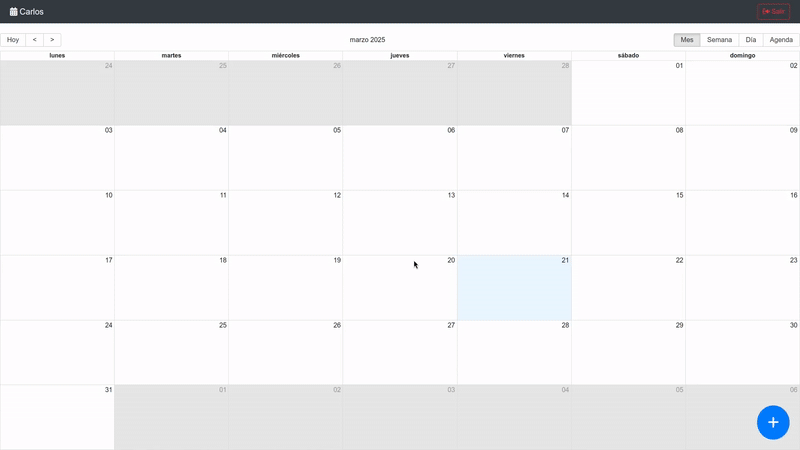 Carlos
Salir
Hoy < > marzo 2025 Mes Semana Día Agenda
lunes martes miércoles jueves viernes sábado domingo
24 25 26 27 28 01 02
03 04 05 06 07 08 09
10 11 12 13 14 15 16
17 18 19 20 21 22 23
24 25 26 27 28 29 30
31 01 02 03 04 05 06
+